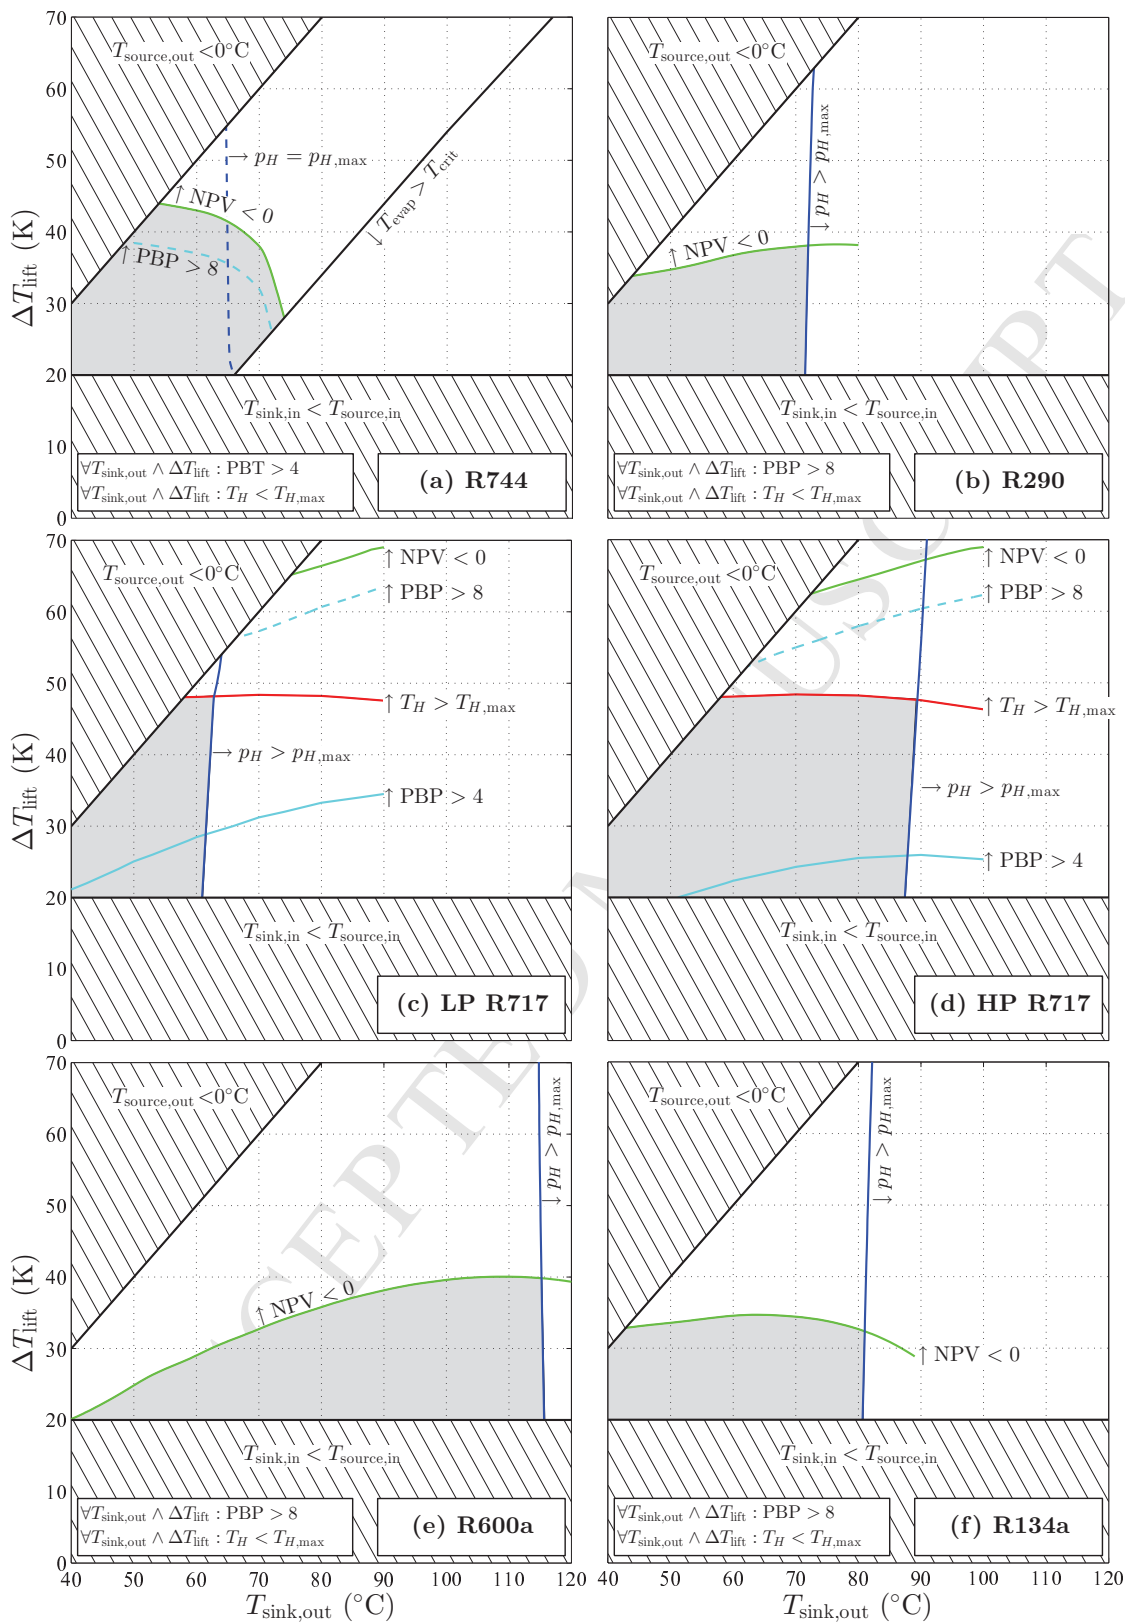 70
60
50
40
30
20
10
0
ΔT_lift (K)
T_source,out <0°C
→ p_H = p_H,max
↑ NPV < 0
↑ PBP > 8
↓ T_evap > T_crit
T_sink,in < T_source,in
∀T_sink,out ∧ ΔT_lift : PBT > 4
∀T_sink,out ∧ ΔT_lift : T_H < T_H,max
(a) R744
T_source,out <0°C
↓ p_H > p_H,max
↑ NPV < 0
T_sink,in < T_source,in
∀T_sink,out ∧ ΔT_lift : PBP > 8
∀T_sink,out ∧ ΔT_lift : T_H < T_H,max
(b) R290
70
60
50
40
30
20
10
0
ΔT_lift (K)
T_source,out <0°C
↑ NPV < 0
↑ PBP > 8
↑ T_H > T_H,max
→ p_H > p_H,max
↑ PBP > 4
T_sink,in < T_source,in
(c) LP R717
T_source,out <0°C
↑ NPV < 0
↑ PBP > 8
↑ T_H > T_H,max
→ p_H > p_H,max
↑ PBP > 4
T_sink,in < T_source,in
(d) HP R717
70
60
50
40
30
20
10
0
ΔT_lift (K)
T_source,out <0°C
↓ p_H > p_H,max
↑ NPV < 0
T_sink,in < T_source,in
∀T_sink,out ∧ ΔT_lift : PBP > 8
∀T_sink,out ∧ ΔT_lift : T_H < T_H,max
(e) R600a
40 50 60 70 80 90 100 110 120
T_sink,out (°C)
T_source,out <0°C
↓ p_H > p_H,max
↑ NPV < 0
T_sink,in < T_source,in
∀T_sink,out ∧ ΔT_lift : PBP > 8
∀T_sink,out ∧ ΔT_lift : T_H < T_H,max
(f) R134a
40 50 60 70 80 90 100 110 120
T_sink,out (°C)